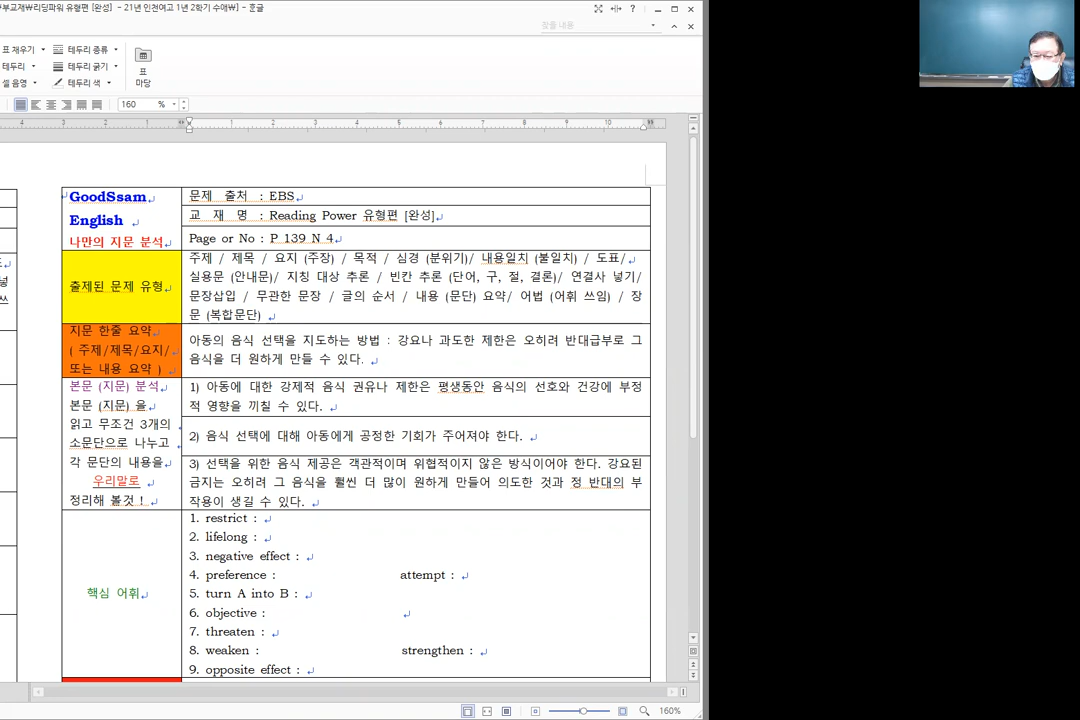 부교재\리딩파워 유형편 [완성] - 21년 인천여고 1년 2학기 수애\] - 훈글
찾을 내용
표 채우기 테두리 종류
테두리 테두리 굵기 표
셀 음영 테두리 색 마당
160 %
4 3 2 1 1 2 3 4 5 6 7 8 9 10
GoodSsam
English
나만의 지문 분석
문제 출처 : EBS
교 재 명 : Reading Power 유형편 [완성]
Page or No : P 139 N 4
출제된 문제 유형
주제 / 제목 / 요지 (주장) / 목적 / 심경 (분위기)/ 내용일치 (불일치) / 도표/
실용문 (안내문)/ 지칭 대상 추론 / 빈칸 추론 (단어, 구, 절, 결론)/ 연결사 넣기/
문장삽입 / 무관한 문장 / 글의 순서 / 내용 (문단) 요약/ 어법 (어휘 쓰임) / 장
문 (복합문단)
지문 한줄 요약
( 주제/제목/요지/
또는 내용 요약 )
아동의 음식 선택을 지도하는 방법 : 강요나 과도한 제한은 오히려 반대급부로 그
음식을 더 원하게 만들 수 있다.
본문 (지문) 분석
본문 (지문) 을
읽고 무조건 3개의
소문단으로 나누고
각 문단의 내용을
우리말로
정리해 볼것 !
1) 아동에 대한 강제적 음식 권유나 제한은 평생동안 음식의 선호와 건강에 부정
적 영향을 끼칠 수 있다.
2) 음식 선택에 대해 아동에게 공정한 기회가 주어져야 한다.
3) 선택을 위한 음식 제공은 객관적이며 위협적이지 않은 방식이어야 한다. 강요된
금지는 오히려 그 음식을 훨씬 더 많이 원하게 만들어 의도한 것과 정 반대의 부
작용이 생길 수 있다.
핵심 어휘
1. restrict :
2. lifelong :
3. negative effect :
4. preference : attempt :
5. turn A into B :
6. objective :
7. threaten :
8. weaken : strengthen :
9. opposite effect :
160%